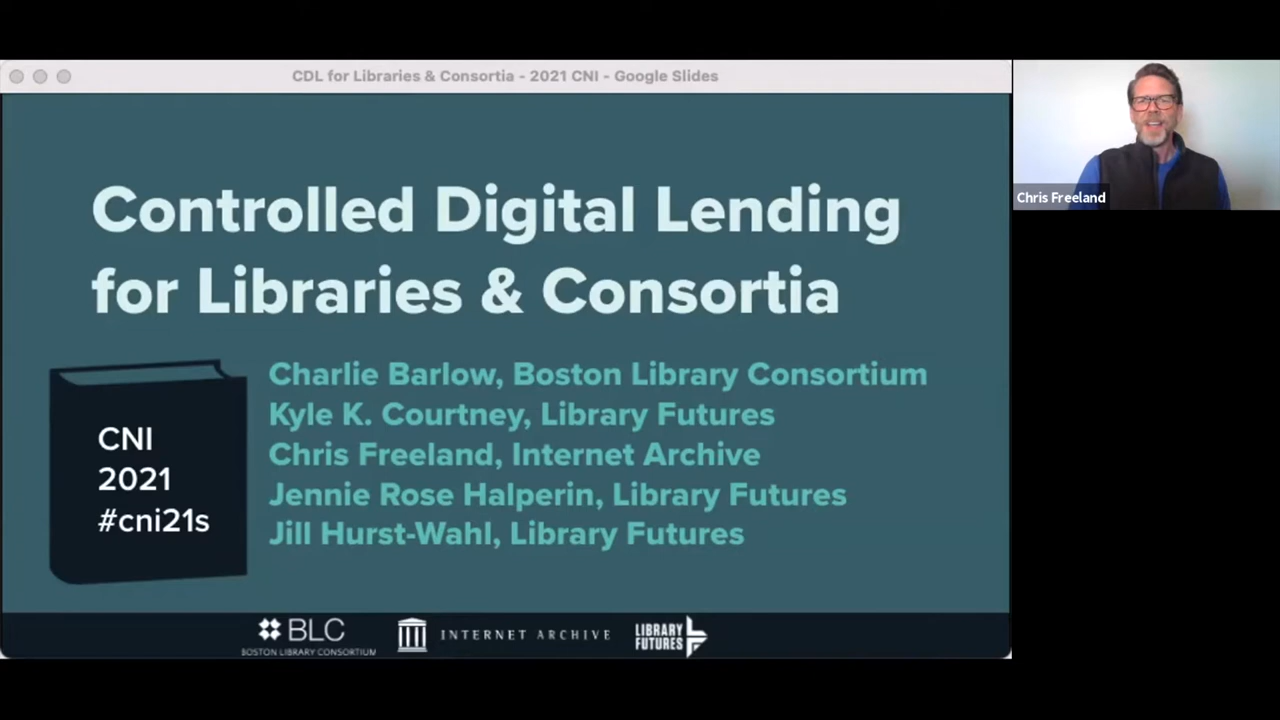 CDL for Libraries & Consortia - 2021 CNI - Google Slides
Controlled Digital Lending
for Libraries & Consortia
Charlie Barlow, Boston Library Consortium
Kyle K. Courtney, Library Futures
Chris Freeland, Internet Archive
Jennie Rose Halperin, Library Futures
Jill Hurst-Wahl, Library Futures
CNI
2021
#cni21s
BLC
BOSTON LIBRARY CONSORTIUM
INTERNET ARCHIVE
LIBRARY
FUTURES
Chris Freeland